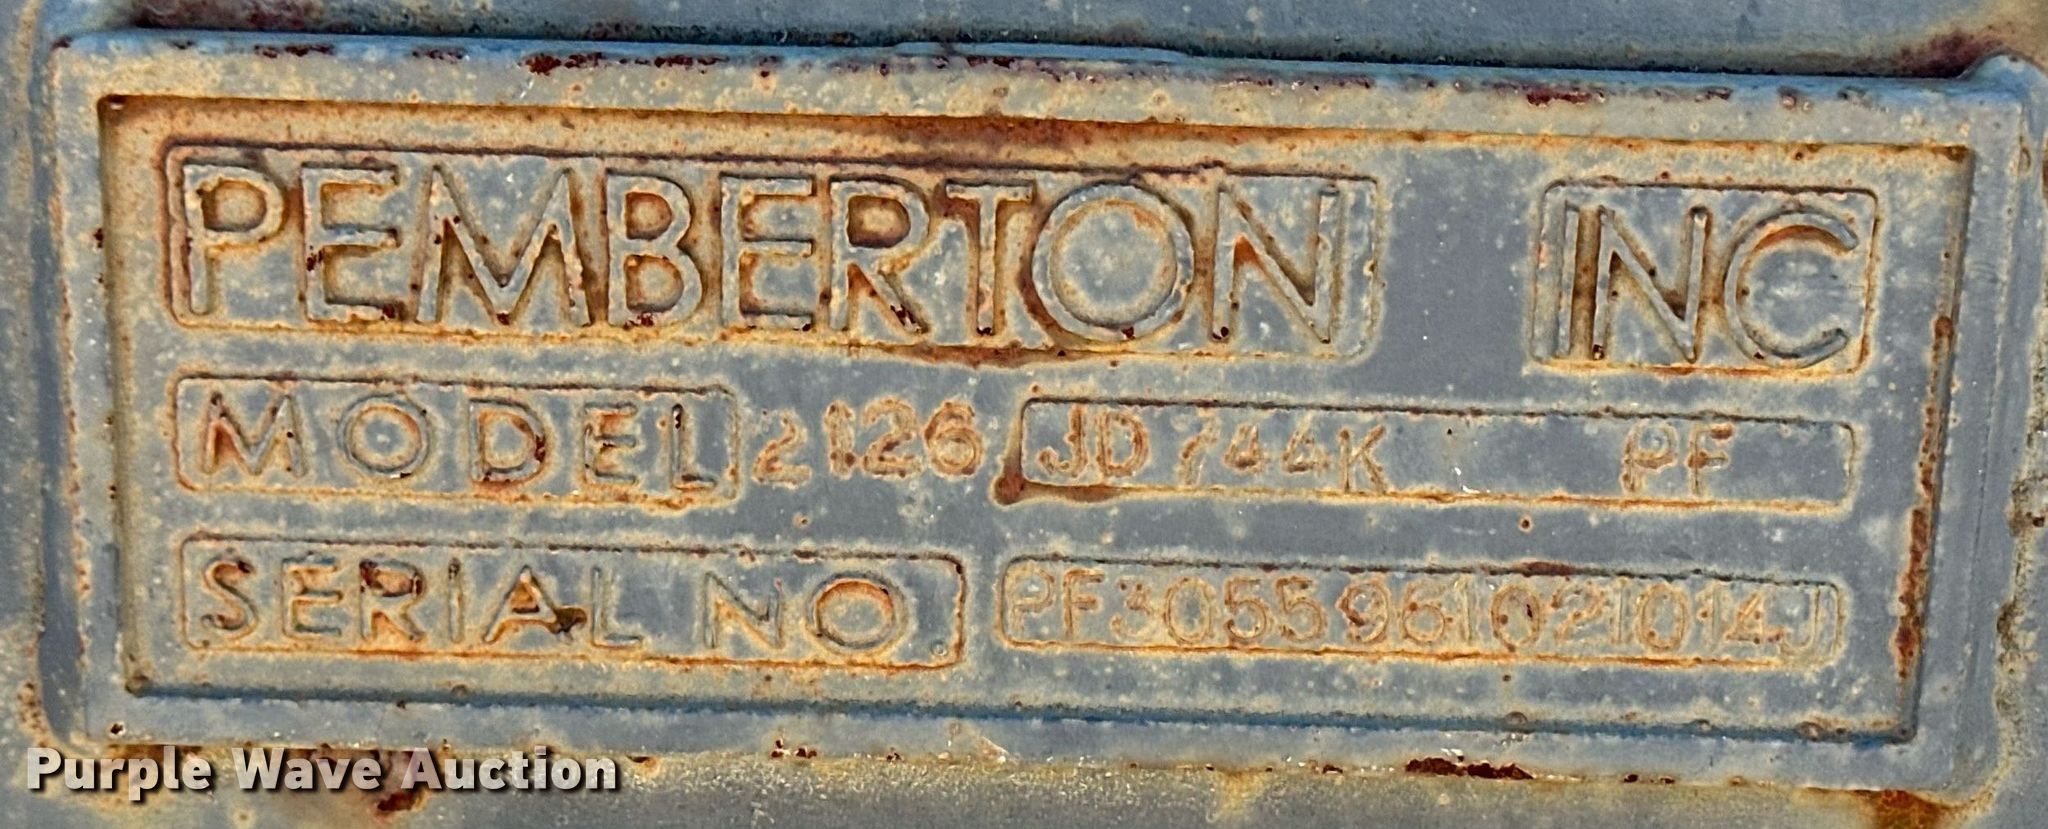 PEMBERTON INC
MODEL 2126 JD 744K PF
SERIAL NO. PF3055961021014J
Purple Wave Auction